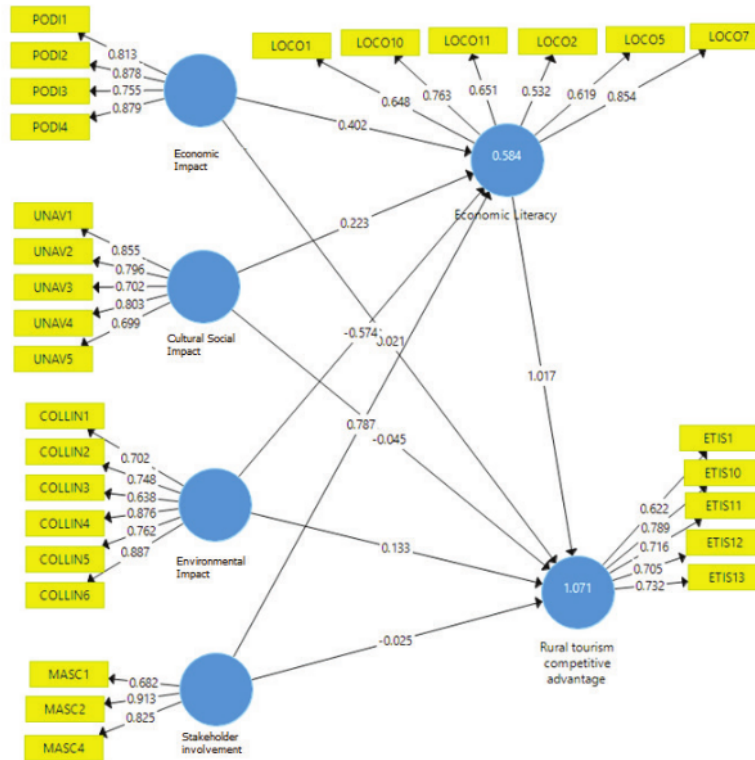 PODI1
PODI2
PODI3
PODI4
0.813
0.878
0.755
0.879
Economic
Impact
LOCO1
LOCO10
LOCO11
LOCO2
LOCO5
LOCO7
0.648
0.763
0.651
0.532
0.619
0.854
0.402
0.584
Economic Literacy
UNAV1
UNAV2
UNAV3
UNAV4
UNAV5
0.855
0.796
0.702
0.803
0.699
Cultural Social
Impact
0.223
-0.574
0.021
1.017
0.787
-0.045
COLLIN1
COLLIN2
COLLIN3
COLLIN4
COLLIN5
COLLIN6
0.702
0.748
0.638
0.876
0.762
0.887
Environmental
Impact
0.133
-0.025
ETIS1
ETIS10
ETIS11
ETIS12
ETIS13
0.622
0.789
0.716
0.705
0.732
1.071
Rural tourism
competitive
advantage
MASC1
MASC2
MASC4
0.682
0.913
0.825
Stakeholder
involvement